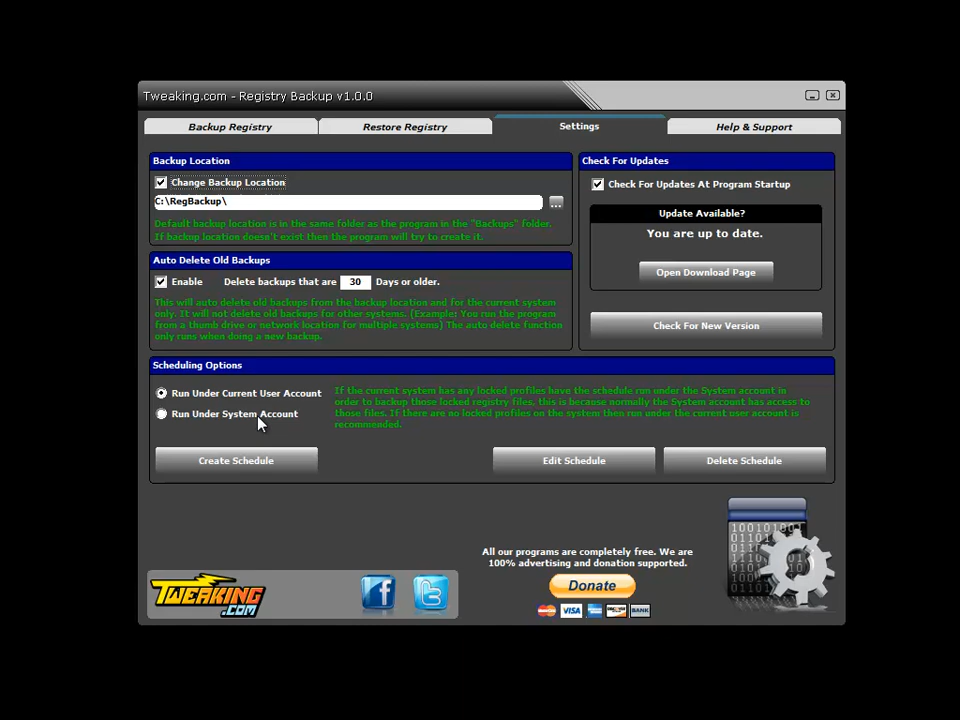 Tweaking.com - Registry Backup v1.0.0
Backup Registry
Restore Registry
Settings
Help & Support
Backup Location
Change Backup Location
C:\RegBackup\
...
Default backup location is in the same folder as the program in the "Backups" folder.
If backup location doesn't exist then the program will try to create it.
Auto Delete Old Backups
Enable Delete backups that are 30 Days or older.
This will auto delete old backups from the backup location and for the current system
only. It will not delete old backups for other systems. (Example: You run the program
from a thumb drive or network location for multiple systems) The auto delete function
only runs when doing a new backup.
Check For Updates
Check For Updates At Program Startup
Update Available?
You are up to date.
Open Download Page
Check For New Version
Scheduling Options
Run Under Current User Account
Run Under System Account
If the current system has any locked profiles have the schedule run under the System account in
order to backup those locked registry files, this is because normally the System account has access to
those files. If there are no locked profiles on the system then run under the current user account is
recommended.
Create Schedule
Edit Schedule
Delete Schedule
TWEAKING
.COM
All our programs are completely free. We are
100% advertising and donation supported.
Donate
VISA
BANK